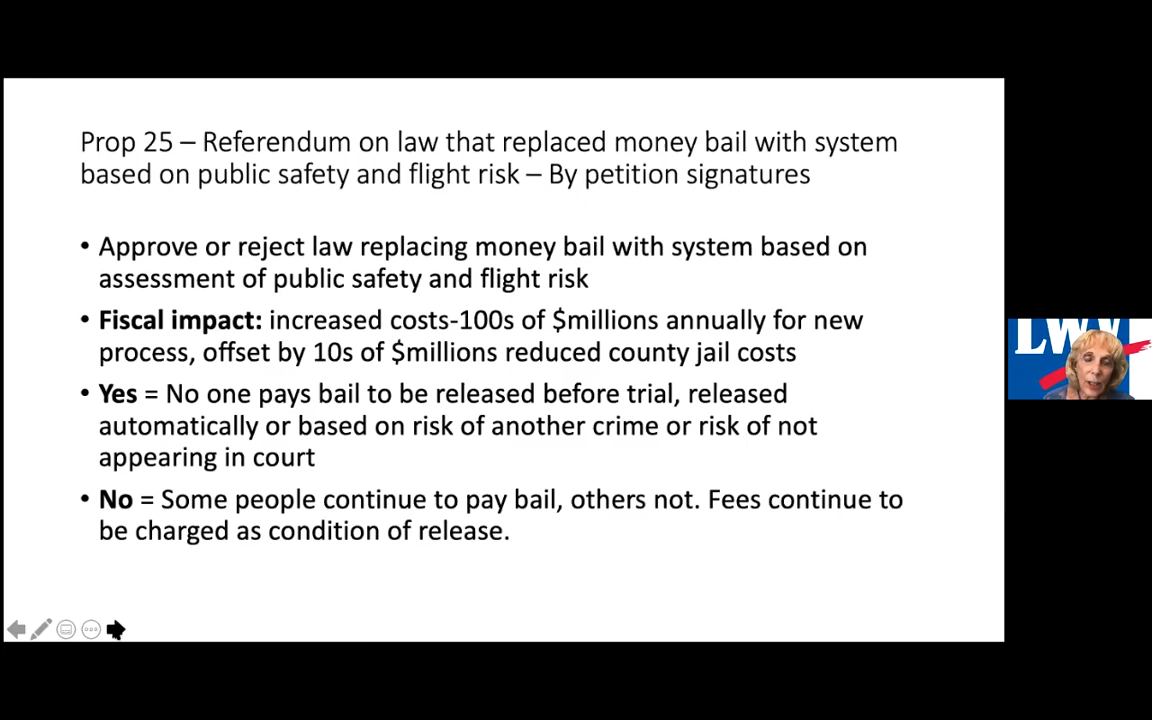 Prop 25 – Referendum on law that replaced money bail with system
based on public safety and flight risk – By petition signatures
• Approve or reject law replacing money bail with system based on
assessment of public safety and flight risk
• Fiscal impact: increased costs-100s of $millions annually for new
process, offset by 10s of $millions reduced county jail costs
• Yes = No one pays bail to be released before trial, released
automatically or based on risk of another crime or risk of not
appearing in court
• No = Some people continue to pay bail, others not. Fees continue to
be charged as condition of release.
LWV